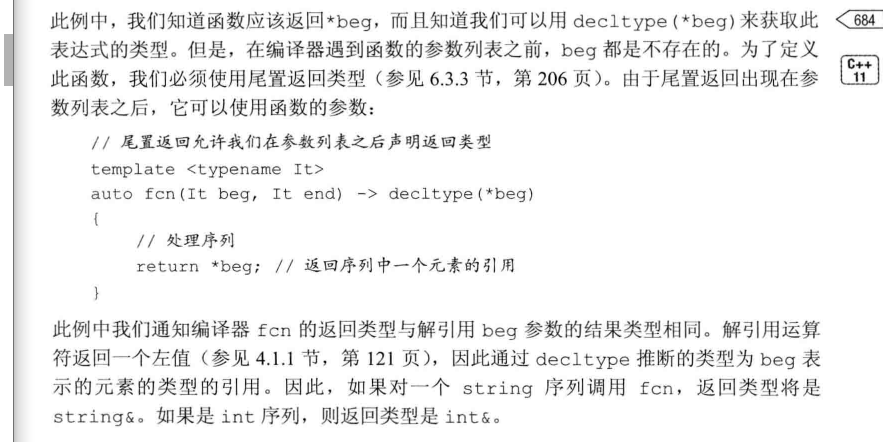 此例中，我们知道函数应该返回*beg，而且知道我们可以用 decltype(*beg)来获取此
684
表达式的类型。但是，在编译器遇到函数的参数列表之前，beg 都是不存在的。为了定义
此函数，我们必须使用尾置返回类型（参见 6.3.3 节，第 206 页）。由于尾置返回出现在参
C++
11
数列表之后，它可以使用函数的参数：
// 尾置返回允许我们在参数列表之后声明返回类型
template <typename It>
auto fcn(It beg, It end) -> decltype(*beg)
{
// 处理序列
return *beg; // 返回序列中一个元素的引用
}
此例中我们通知编译器 fcn 的返回类型与解引用 beg 参数的结果类型相同。解引用运算
符返回一个左值（参见 4.1.1 节，第 121 页），因此通过 decltype 推断的类型为 beg 表
示的元素的类型的引用。因此，如果对一个 string 序列调用 fcn，返回类型将是
string&。如果是 int 序列，则返回类型是 int&。